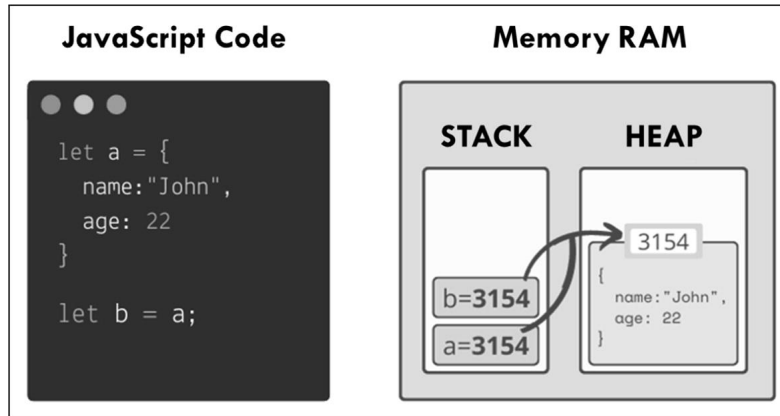 JavaScript Code
let a = {
name:"John",
age: 22
}
let b = a;
Memory RAM
STACK
HEAP
b=3154
a=3154
3154
{
name:"John",
age: 22
}